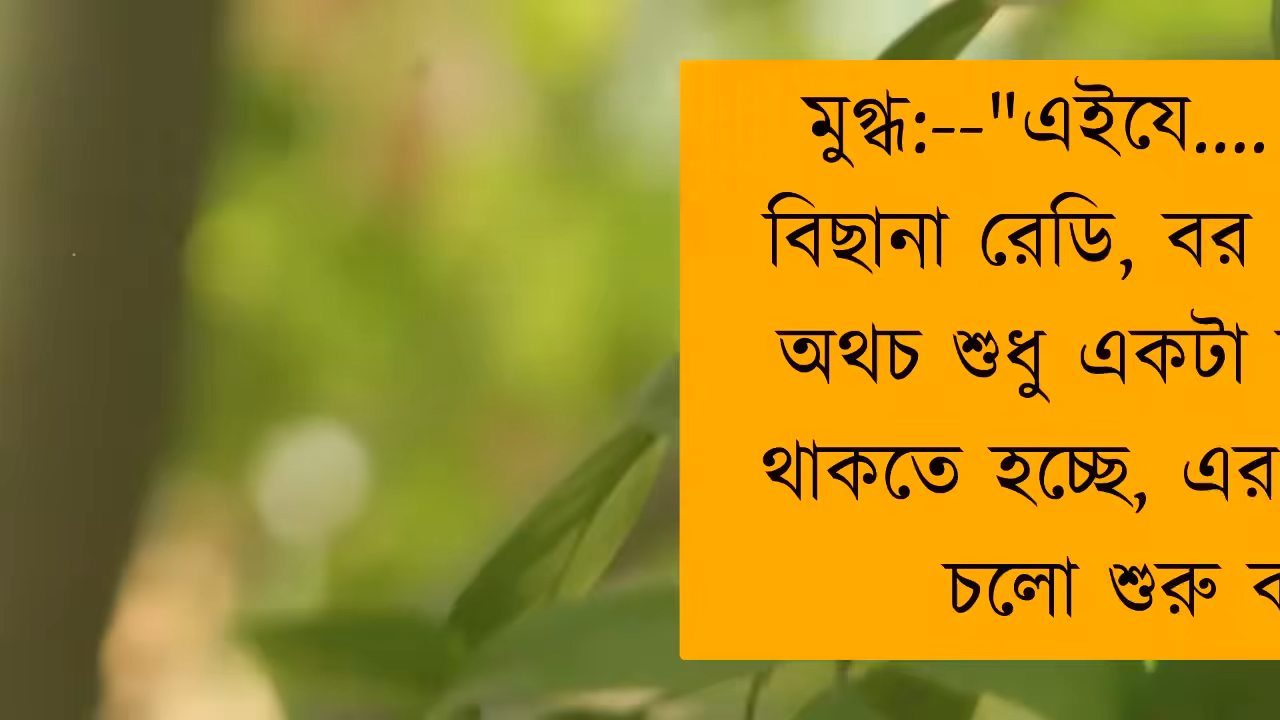 মুগ্ধ:--"এইযে....
বিছানা রেডি, বর
অথচ শুধু একটা
থাকতে হচ্ছে, এর
চলো শুরু